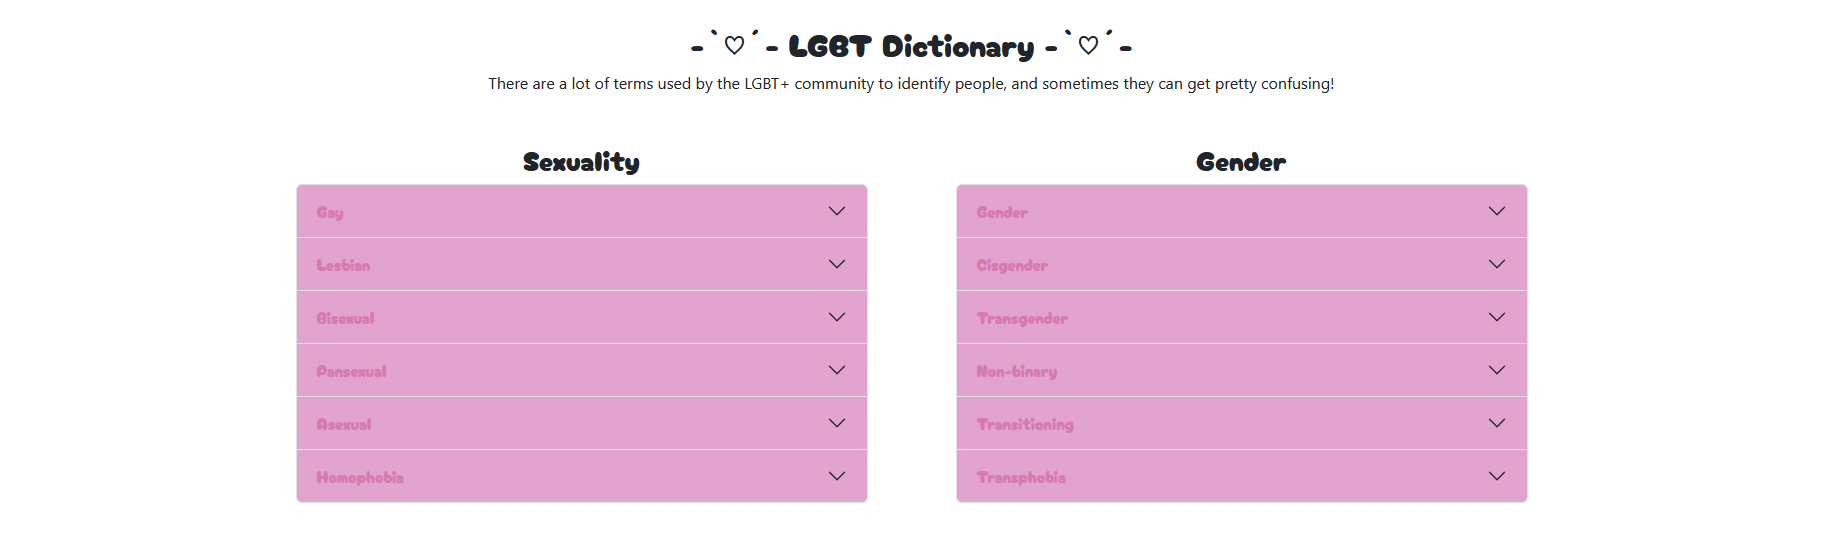 -`♡´- LGBT Dictionary -`♡´-
There are a lot of terms used by the LGBT+ community to identify people, and sometimes they can get pretty confusing!
Sexuality
Gay
Lesbian
Bisexual
Pansexual
Asexual
Homophobia
Gender
Gender
Cisgender
Transgender
Non-binary
Transitioning
Transphobia